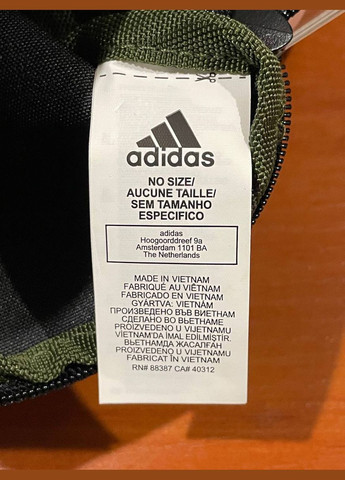 adidas
NO SIZE/
AUCUNE TAILLE/
SEM TAMANHO
ESPECIFICO
adidas
Hoogoorddreef 9a
Amsterdam 1101 BA
The Netherlands
MADE IN VIETNAM
FABRIQUÉ AU VIÊTNAM
FABRICADO EN VIETNAM
GYÁRTVA: VIETNAM
ПРОИЗВЕДЕНО ВЪВ ВИЕТНАМ
СДЕЛАНО ВО ВЬЕТНАМЕ
PROIZVEDENO U VIJETNAMU
VIETNAM'DA İMAL EDİLMİŞTİR.
ВЬЕТНАМДА ЖАСАЛҒАН
PROIZVEDENO U VIJETNAMU
FABRICAT ÎN VIETNAM
RN# 88387 CA# 40312